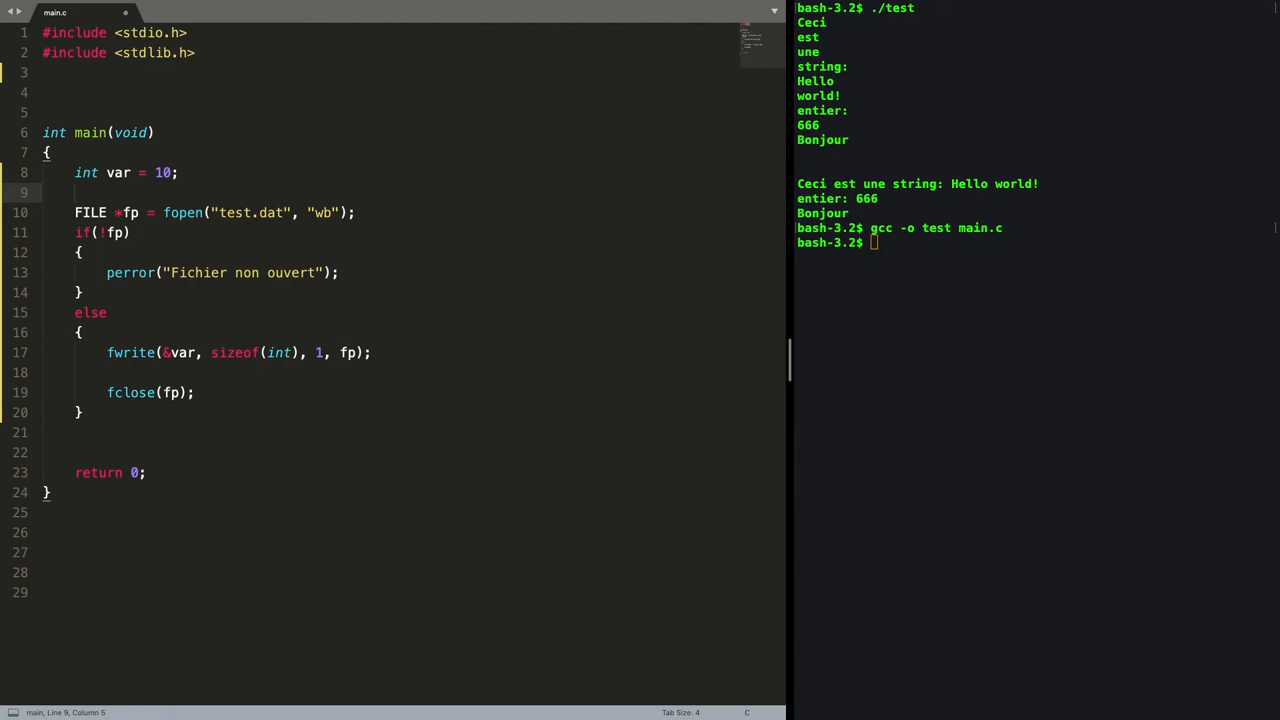 main.c
1 #include <stdio.h>
2 #include <stdlib.h>
3
4
5
6 int main(void)
7 {
8     int var = 10;
9
10     FILE *fp = fopen("test.dat", "wb");
11     if(!fp)
12     {
13         perror("Fichier non ouvert");
14     }
15     else
16     {
17         fwrite(&var, sizeof(int), 1, fp);
18
19         fclose(fp);
20     }
21
22
23     return 0;
24 }
25
26
27
28
29
main, Line 9, Column 5
Tab Size: 4
C
[bash-3.2$ ./test ]
Ceci
est
une
string:
Hello
world!
entier:
666
Bonjour
Ceci est une string: Hello world!
entier: 666
Bonjour
[bash-3.2$ gcc -o test main.c ]
bash-3.2$